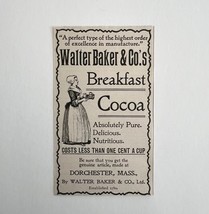 "A perfect type of the highest order
of excellence in manufacture."
Walter Baker & Co.'s
Breakfast
Cocoa
Absolutely Pure.
Delicious.
Nutritious.
COSTS LESS THAN ONE CENT A CUP
Be sure that you get the
genuine article, made at
DORCHESTER, MASS.,
By WALTER BAKER & CO., Ltd.
Established 1780.